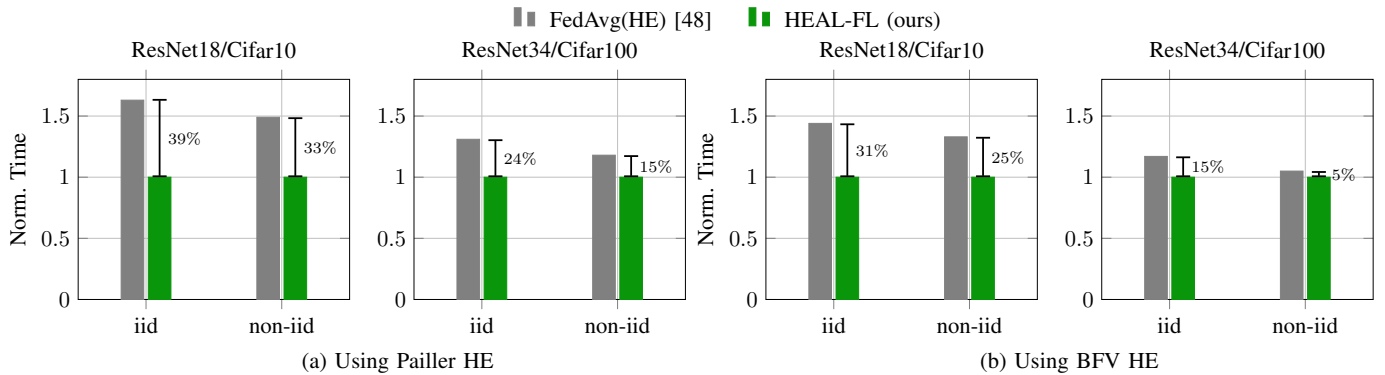 FedAvg(HE) [48] HEAL-FL (ours)
ResNet18/Cifar10 ResNet34/Cifar100 ResNet18/Cifar10 ResNet34/Cifar100
Norm. Time
1.5
1
0.5
0
39%
33%
iid non-iid
1.5
1
0.5
0
24%
15%
iid non-iid
(a) Using Pailler HE
Norm. Time
1.5
1
0.5
0
31%
25%
iid non-iid
1.5
1
0.5
0
15%
5%
iid non-iid
(b) Using BFV HE